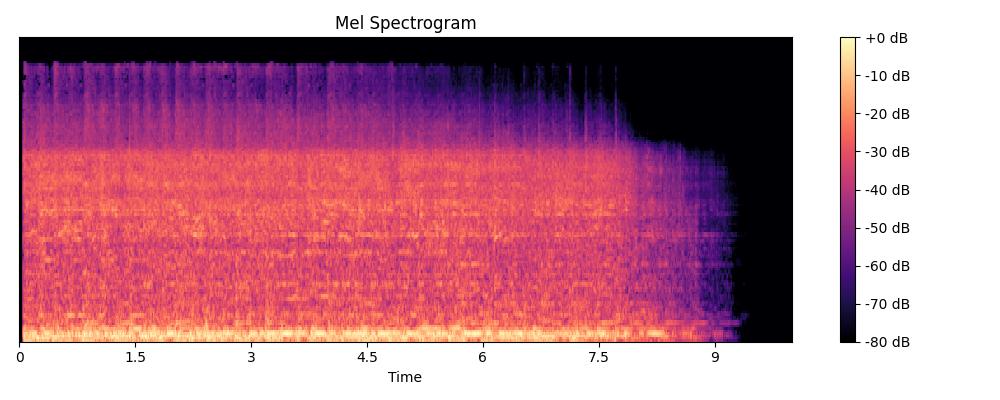 Mel Spectrogram
+0 dB
-10 dB
-20 dB
-30 dB
-40 dB
-50 dB
-60 dB
-70 dB
-80 dB
0 1.5 3 4.5 6 7.5 9
Time